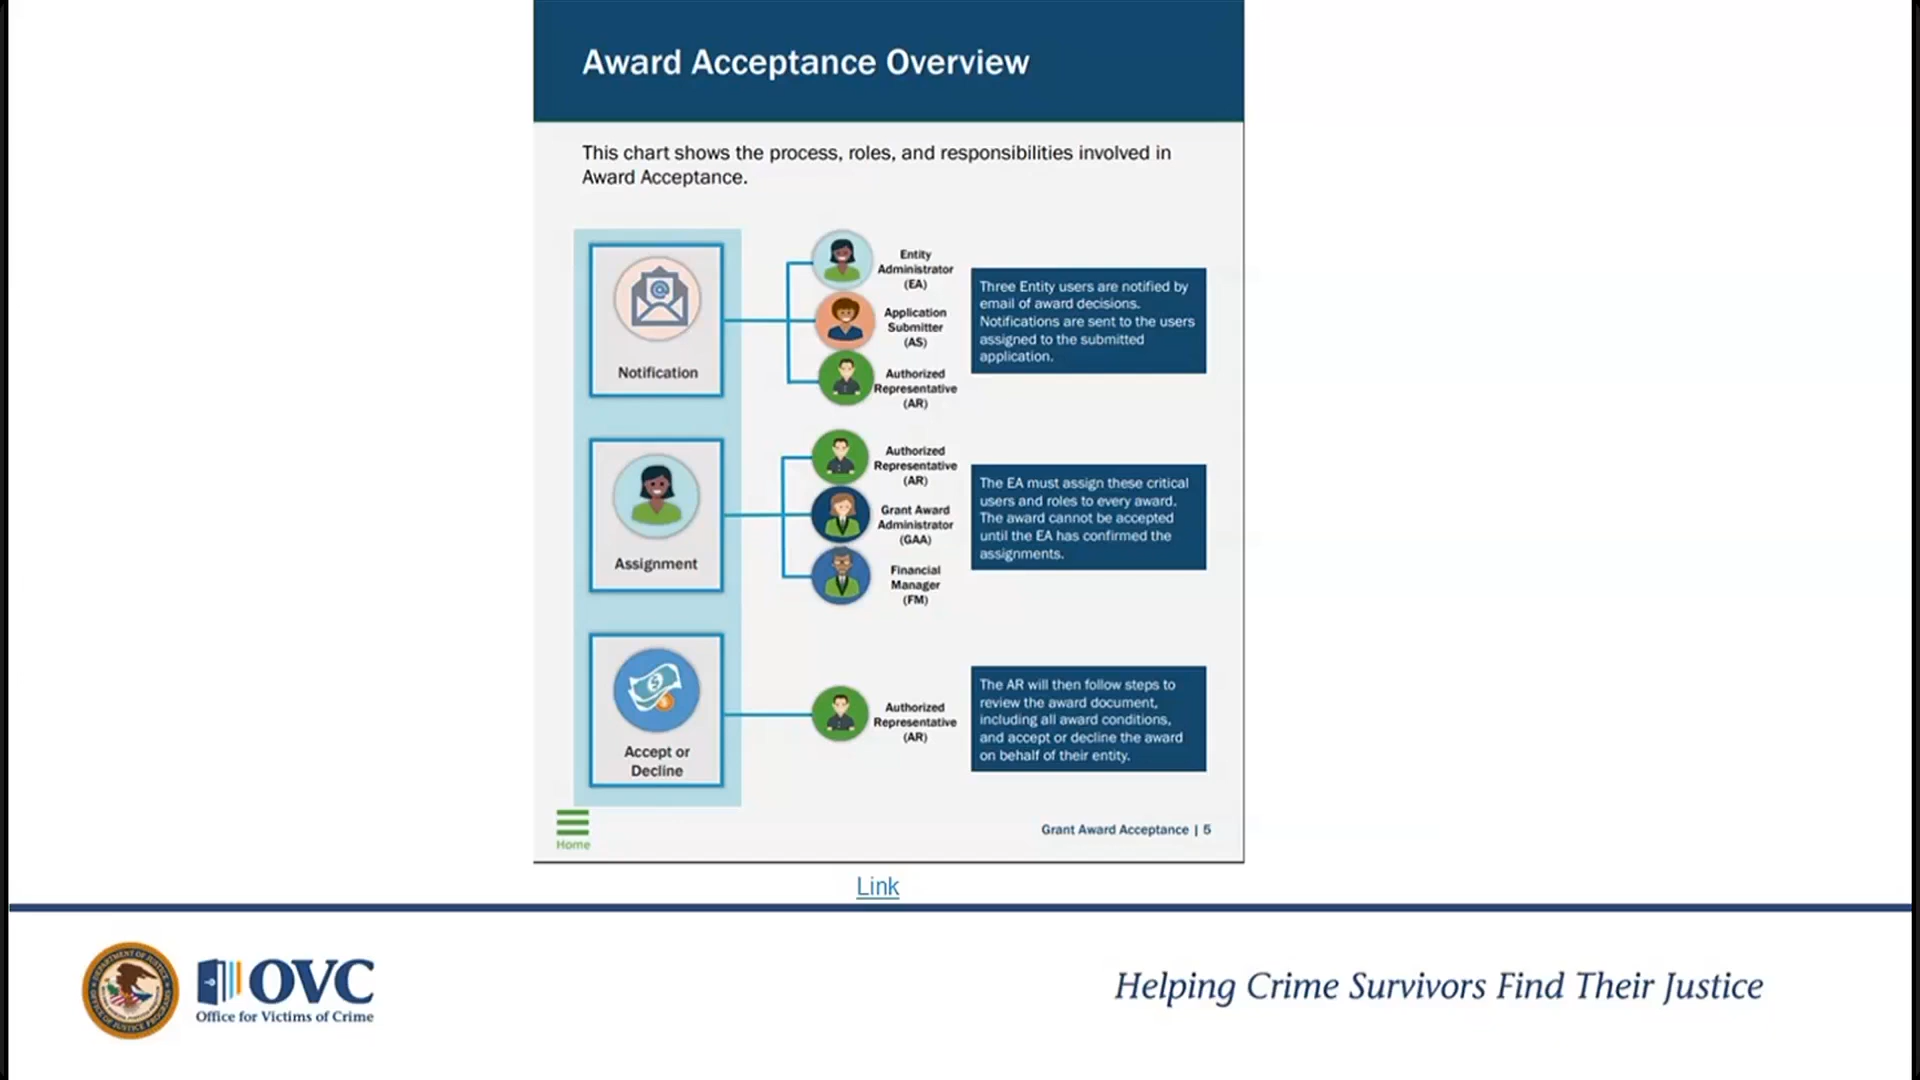 Award Acceptance Overview
This chart shows the process, roles, and responsibilities involved in
Award Acceptance.
Notification
Entity
Administrator
(EA)
Application
Submitter
(AS)
Authorized
Representative
(AR)
Three Entity users are notified by
email of award decisions.
Notifications are sent to the users
assigned to the submitted
application.
Assignment
Authorized
Representative
(AR)
Grant Award
Administrator
(GAA)
Financial
Manager
(FM)
The EA must assign these critical
users and roles to every award.
The award cannot be accepted
until the EA has confirmed the
assignments.
Accept or
Decline
Authorized
Representative
(AR)
The AR will then follow steps to
review the award document,
including all award conditions,
and accept or decline the award
on behalf of their entity.
Home
Grant Award Acceptance | 5
Link
OVC
Office for Victims of Crime
Helping Crime Survivors Find Their Justice